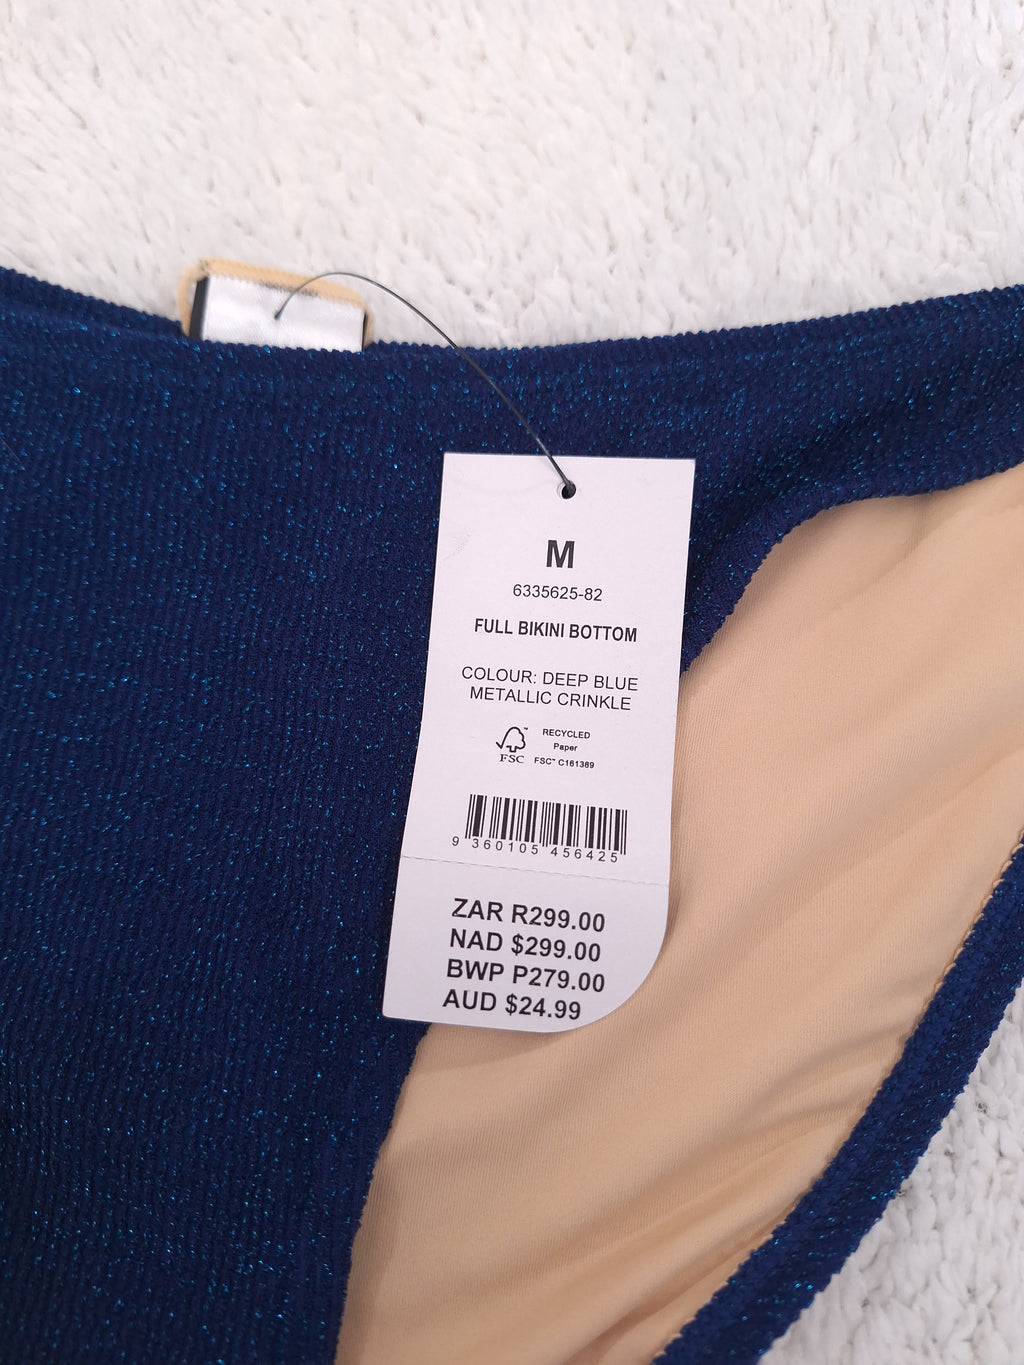 M
6335625-82
FULL BIKINI BOTTOM
COLOUR: DEEP BLUE
METALLIC CRINKLE
FSC™
RECYCLED
Paper
FSC™ C161389
9 360105 456425
ZAR R299.00
NAD $299.00
BWP P279.00
AUD $24.99